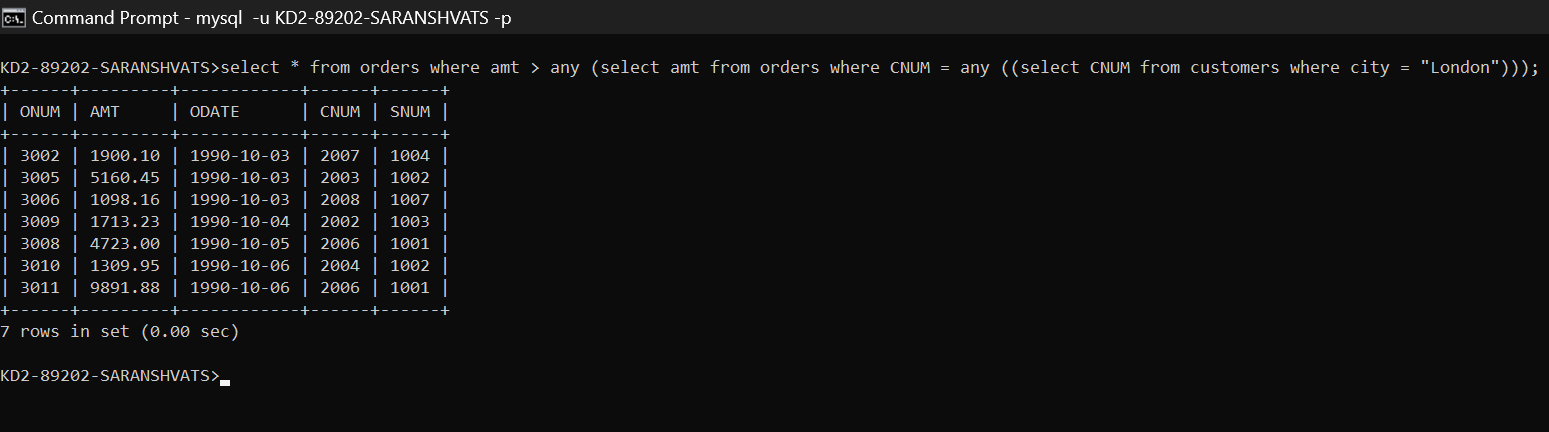 Command Prompt - mysql  -u KD2-89202-SARANSHVATS -p
KD2-89202-SARANSHVATS>select * from orders where amt > any (select amt from orders where CNUM = any ((select CNUM from customers where city = "London")));
+------+---------+------------+------+------+
| ONUM | AMT     | ODATE      | CNUM | SNUM |
+------+---------+------------+------+------+
| 3002 | 1900.10 | 1990-10-03 | 2007 | 1004 |
| 3005 | 5160.45 | 1990-10-03 | 2003 | 1002 |
| 3006 | 1098.16 | 1990-10-03 | 2008 | 1007 |
| 3009 | 1713.23 | 1990-10-04 | 2002 | 1003 |
| 3008 | 4723.00 | 1990-10-05 | 2006 | 1001 |
| 3010 | 1309.95 | 1990-10-06 | 2004 | 1002 |
| 3011 | 9891.88 | 1990-10-06 | 2006 | 1001 |
+------+---------+------------+------+------+
7 rows in set (0.00 sec)
KD2-89202-SARANSHVATS>